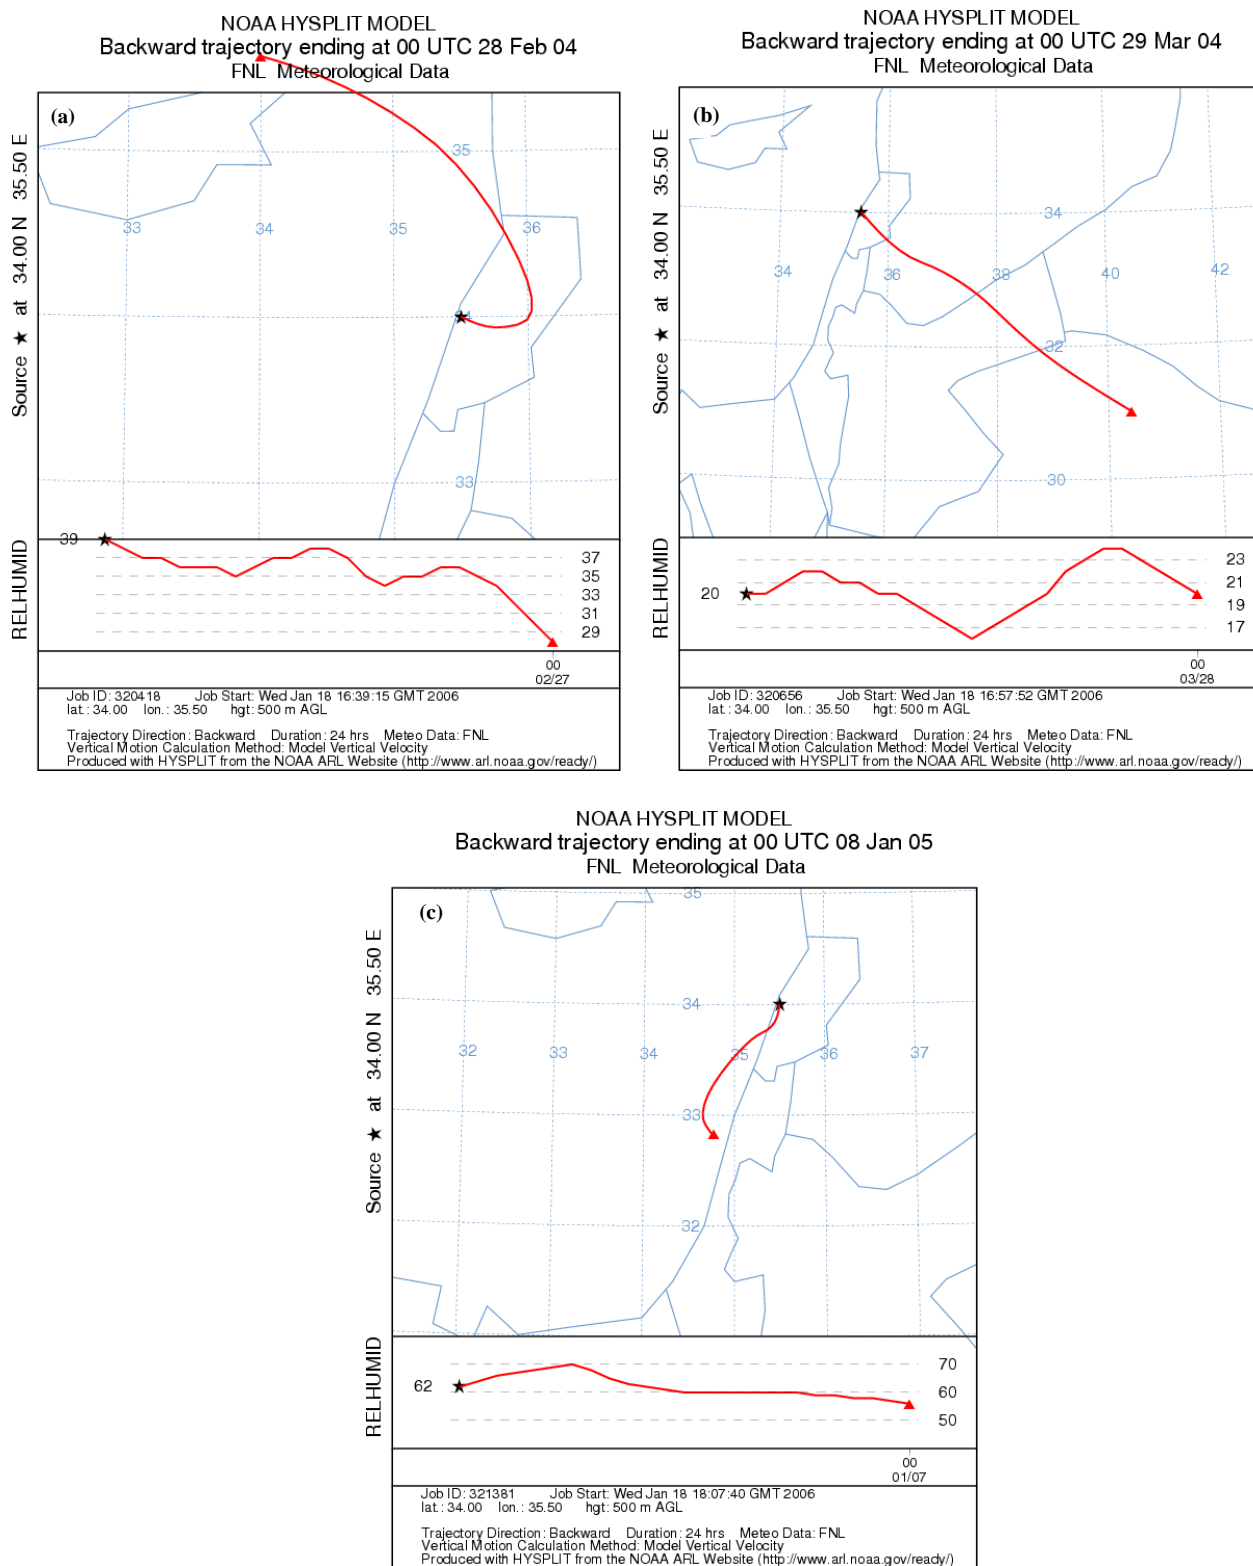 NOAA HYSPLIT MODEL
Backward trajectory ending at 00 UTC 28 Feb 04
FNL Meteorological Data
(a)
Source ★ at 34.00 N 35.50 E
35
33
34
35
36
33
RELHUMID
39
37
35
33
31
29
00
02/27
Job ID: 320418 Job Start: Wed Jan 18 16:39:15 GMT 2006
lat.: 34.00 lon.: 35.50 hgt: 500 m AGL
Trajectory Direction: Backward Duration: 24 hrs Meteo Data: FNL
Vertical Motion Calculation Method: Model Vertical Velocity
Produced with HYSPLIT from the NOAA ARL Website (http://www.arl.noaa.gov/ready/)
NOAA HYSPLIT MODEL
Backward trajectory ending at 00 UTC 29 Mar 04
FNL Meteorological Data
(b)
Source ★ at 34.00 N 35.50 E
34
34
36
38
40
42
32
30
RELHUMID
20
23
21
19
17
00
03/28
Job ID: 320656 Job Start: Wed Jan 18 16:57:52 GMT 2006
lat.: 34.00 lon.: 35.50 hgt: 500 m AGL
Trajectory Direction: Backward Duration: 24 hrs Meteo Data: FNL
Vertical Motion Calculation Method: Model Vertical Velocity
Produced with HYSPLIT from the NOAA ARL Website (http://www.arl.noaa.gov/ready/)
NOAA HYSPLIT MODEL
Backward trajectory ending at 00 UTC 08 Jan 05
FNL Meteorological Data
(c)
Source ★ at 34.00 N 35.50 E
35
34
32
33
34
35
36
37
33
32
RELHUMID
62
70
60
50
00
01/07
Job ID: 321381 Job Start: Wed Jan 18 18:07:40 GMT 2006
lat.: 34.00 lon.: 35.50 hgt: 500 m AGL
Trajectory Direction: Backward Duration: 24 hrs Meteo Data: FNL
Vertical Motion Calculation Method: Model Vertical Velocity
Produced with HYSPLIT from the NOAA ARL Website (http://www.arl.noaa.gov/ready/)